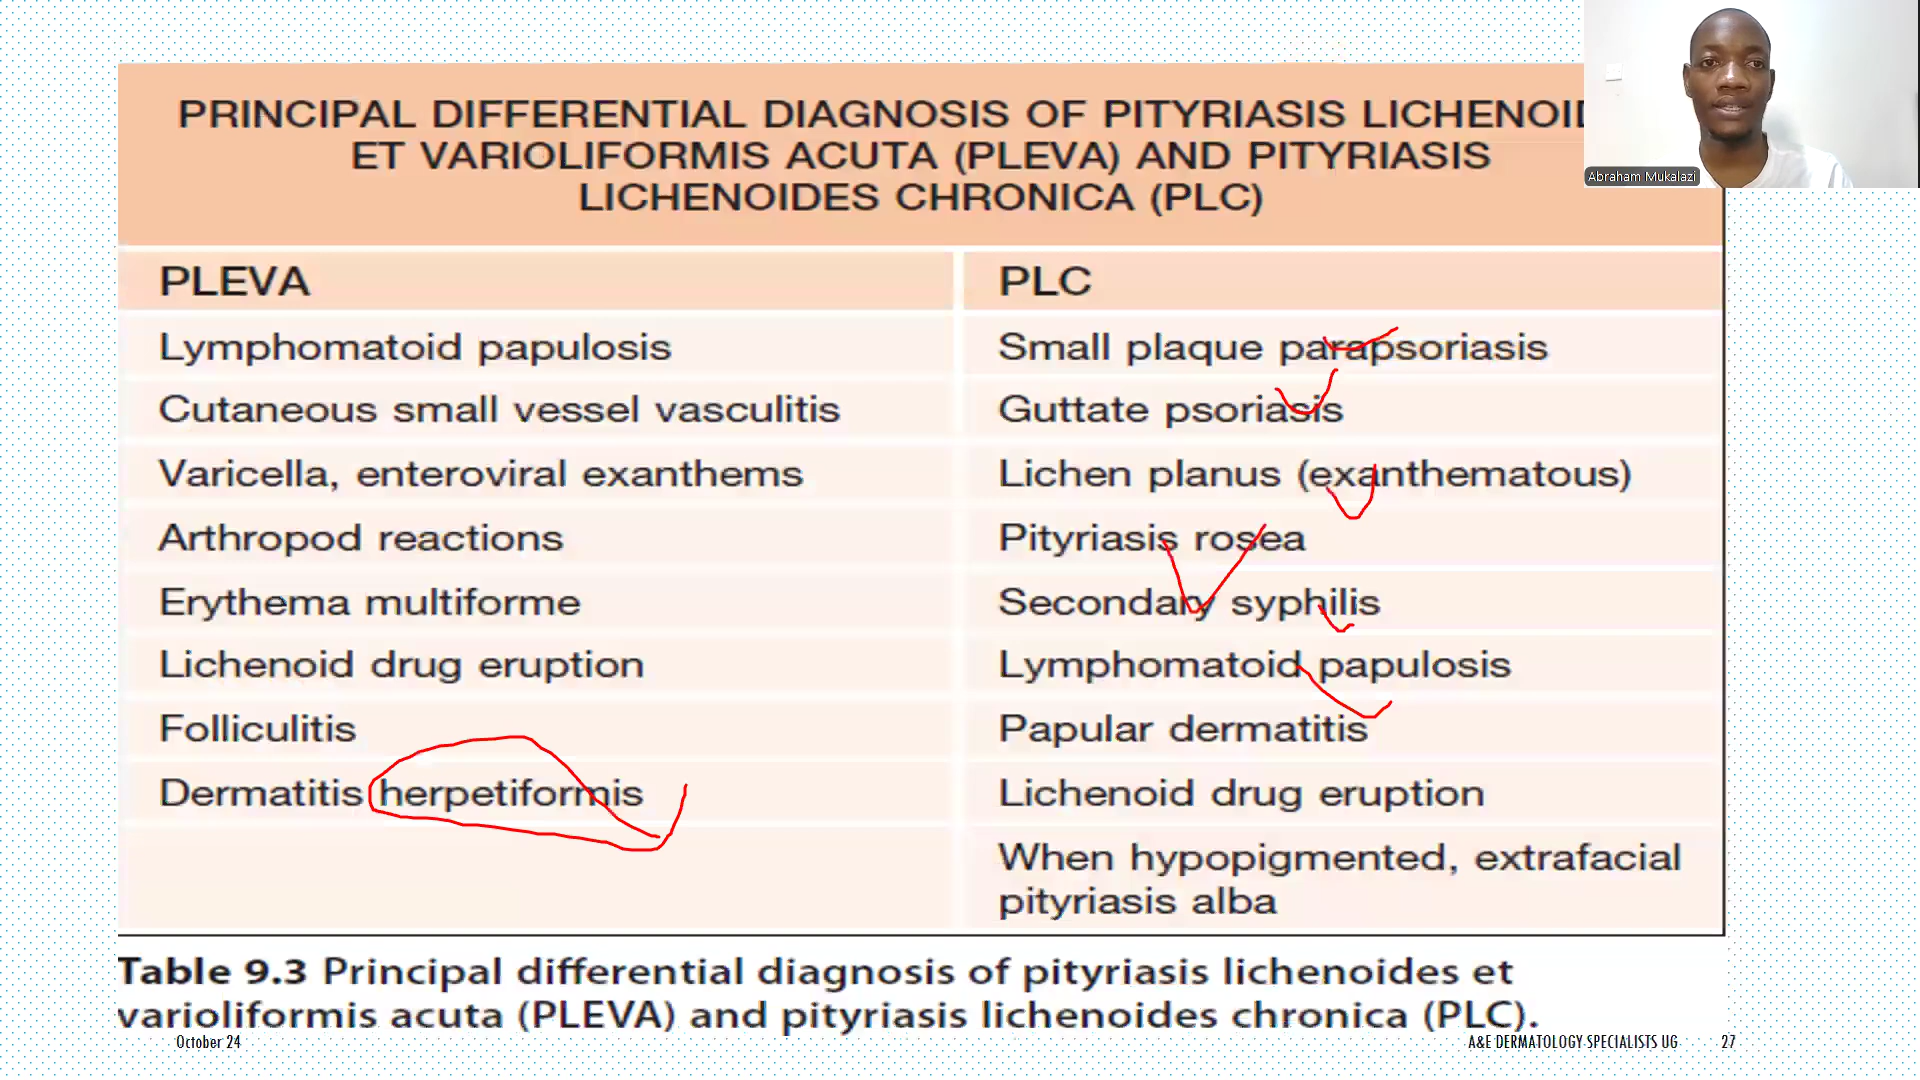 PRINCIPAL DIFFERENTIAL DIAGNOSIS OF PITYRIASIS LICHENOID
ET VARIOLIFORMIS ACUTA (PLEVA) AND PITYRIASIS
LICHENOIDES CHRONICA (PLC)
Abraham Mukalazi
PLEVA
PLC
Lymphomatoid papulosis
Small plaque parapsoriasis
Cutaneous small vessel vasculitis
Guttate psoriasis
Varicella, enteroviral exanthems
Lichen planus (exanthematous)
Arthropod reactions
Pityriasis rosea
Erythema multiforme
Secondary syphilis
Lichenoid drug eruption
Lymphomatoid papulosis
Folliculitis
Papular dermatitis
Dermatitis herpetiformis
Lichenoid drug eruption
When hypopigmented, extrafacial
pityriasis alba
Table 9.3 Principal differential diagnosis of pityriasis lichenoides et
varioliformis acuta (PLEVA) and pityriasis lichenoides chronica (PLC).
October 24
A&E DERMATOLOGY SPECIALISTS UG
27